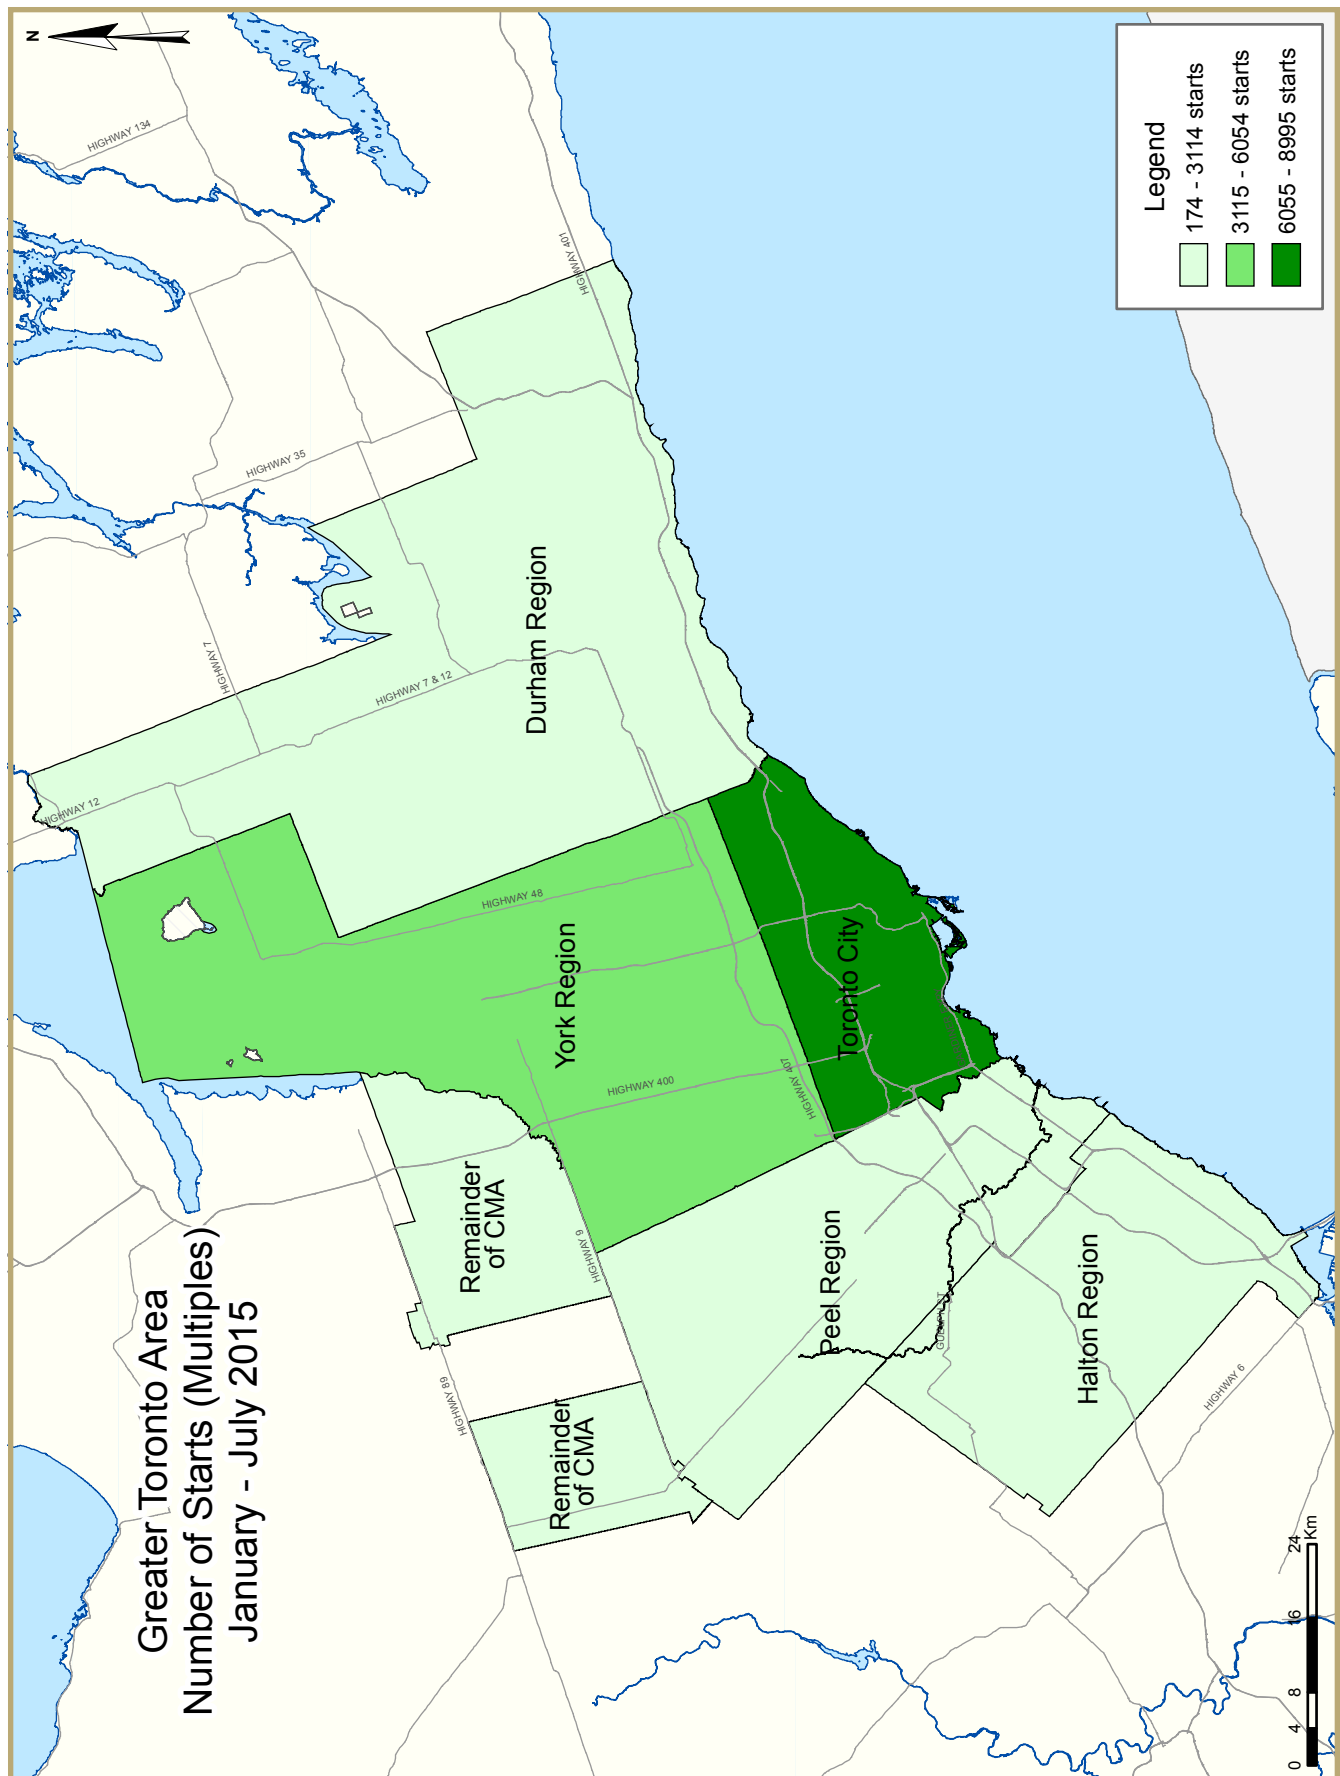 Greater Toronto Area
Number of Starts (Multiples)
January - July 2015
N
HIGHWAY 134
HIGHWAY 401
HIGHWAY 35
HIGHWAY 7
HIGHWAY 7 & 12
HIGHWAY 12
Durham Region
HIGHWAY 48
York Region
HIGHWAY 400
HIGHWAY 407
Toronto City
Remainder
of CMA
HIGHWAY 9
HIGHWAY 89
Remainder
of CMA
Peel Region
Halton Region
HIGHWAY 6
Legend
174 - 3114 starts
3115 - 6054 starts
6055 - 8995 starts
0 4 8 16 24
Km